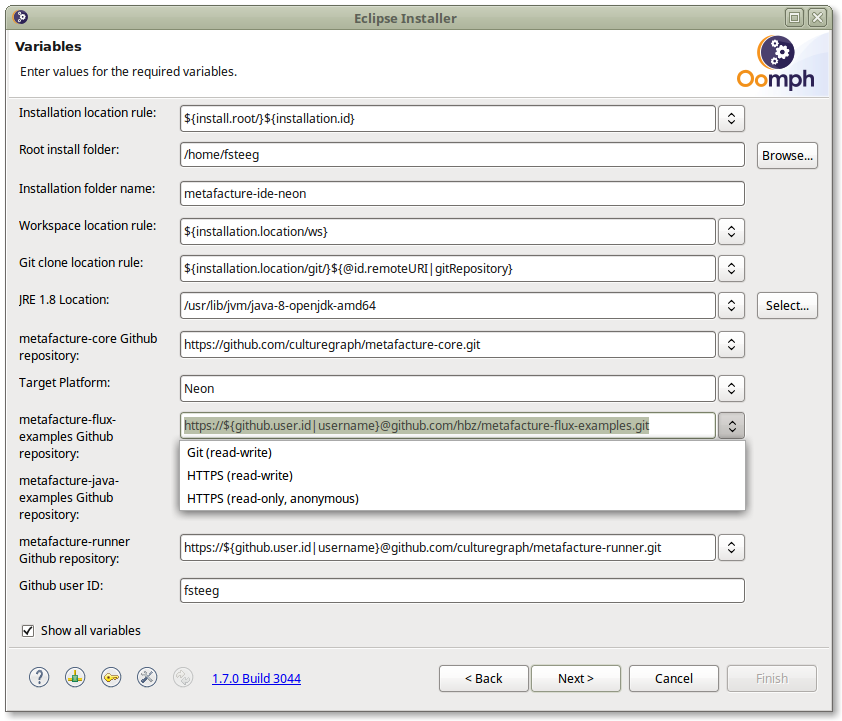 Eclipse Installer
Variables
Enter values for the required variables.
Oomph
Installation location rule:
${install.root/}${installation.id}
Root install folder:
/home/fsteeg
Browse...
Installation folder name:
metafacture-ide-neon
Workspace location rule:
${installation.location/ws}
Git clone location rule:
${installation.location/git/}${@id.remoteURI|gitRepository}
JRE 1.8 Location:
/usr/lib/jvm/java-8-openjdk-amd64
Select...
metafacture-core Github
repository:
https://github.com/culturegraph/metafacture-core.git
Target Platform:
Neon
metafacture-flux-
examples Github
repository:
https://${github.user.id|username}@github.com/hbz/metafacture-flux-examples.git
Git (read-write)
HTTPS (read-write)
HTTPS (read-only, anonymous)
metafacture-java-
examples Github
repository:
metafacture-runner
Github repository:
https://${github.user.id|username}@github.com/culturegraph/metafacture-runner.git
Github user ID:
fsteeg
Show all variables
?
1.7.0 Build 3044
< Back
Next >
Cancel
Finish